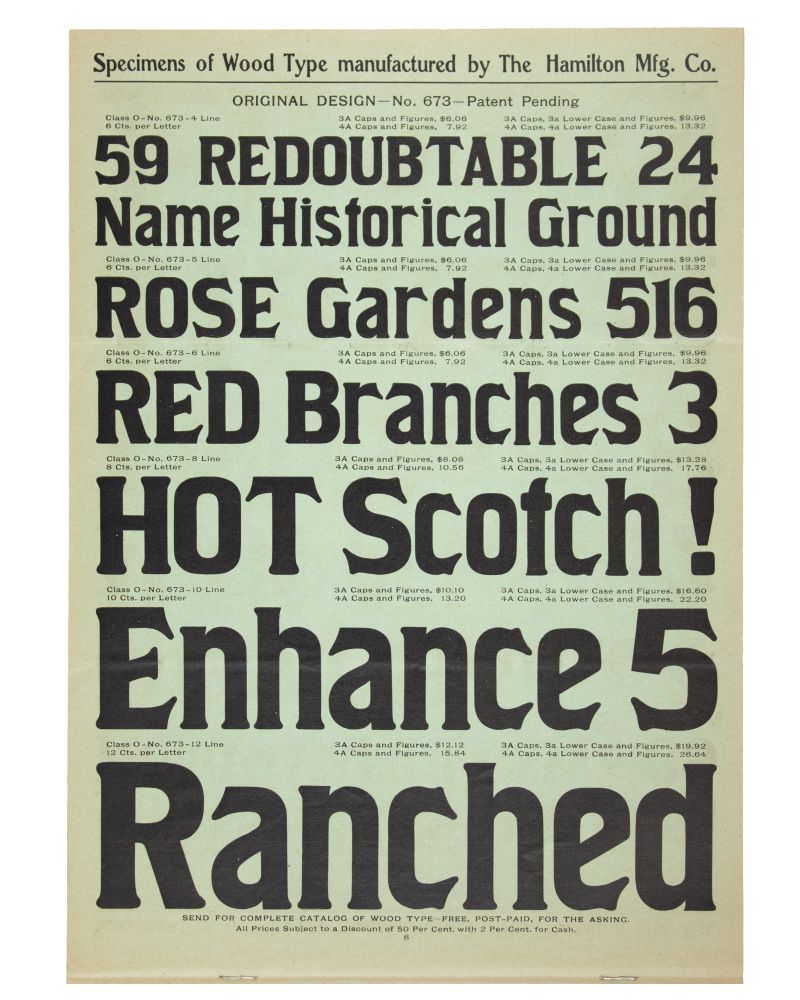 Specimens of Wood Type manufactured by The Hamilton Mfg. Co.
ORIGINAL DESIGN—No. 673—Patent Pending
Class O-No. 673-4 Line 3A Caps and Figures, $6.06 3A Caps, 3a Lower Case and Figures, $9.96
6 Cts. per Letter 4A Caps and Figures, 7.92 4A Caps, 4a Lower Case and Figures, 13.32
59 REDOUBTABLE 24
Name Historical Ground
Class O-No. 673-5 Line 3A Caps and Figures, $6.06 3A Caps, 3a Lower Case and Figures, $9.96
6 Cts. per Letter 4A Caps and Figures, 7.92 4A Caps, 4a Lower Case and Figures, 13.32
ROSE Gardens 516
Class O-No. 673-6 Line 3A Caps and Figures, $6.06 3A Caps, 3a Lower Case and Figures, $9.96
6 Cts. per Letter 4A Caps and Figures, 7.92 4A Caps, 4a Lower Case and Figures, 13.32
RED Branches 3
Class O-No. 673-8 Line 3A Caps and Figures, $8.08 3A Caps, 3a Lower Case and Figures, $13.28
8 Cts. per Letter 4A Caps and Figures, 10.56 4A Caps, 4a Lower Case and Figures, 17.76
HOT Scotch !
Class O-No. 673-10 Line 3A Caps and Figures, $10.10 3A Caps, 3a Lower Case and Figures, $16.60
10 Cts. per Letter 4A Caps and Figures, 13.20 4A Caps, 4a Lower Case and Figures, 22.20
Enhance 5
Class O-No. 673-12 Line 3A Caps and Figures, $12.12 3A Caps, 3a Lower Case and Figures, $19.92
12 Cts. per Letter 4A Caps and Figures, 15.84 4A Caps, 4a Lower Case and Figures, 26.64
Ranched
SEND FOR COMPLETE CATALOG OF WOOD TYPE—FREE, POST-PAID, FOR THE ASKING.
All Prices Subject to a Discount of 50 Per Cent. with 2 Per Cent. for Cash.
8